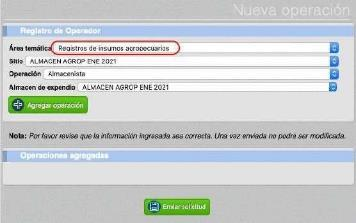 Nueva operación
Registro de Operador
Área temática Registros de insumos agropecuarios
Sitio ALMACEN AGROP ENE 2021
Operación Almacenista
Almacen de expendio ALMACEN AGROP ENE 2021
Agregar operación
Nota: Por favor revise que la información ingresada sea correcta. Una vez enviada no podrá ser modificada.
Operaciones agregadas
Enviar solicitud